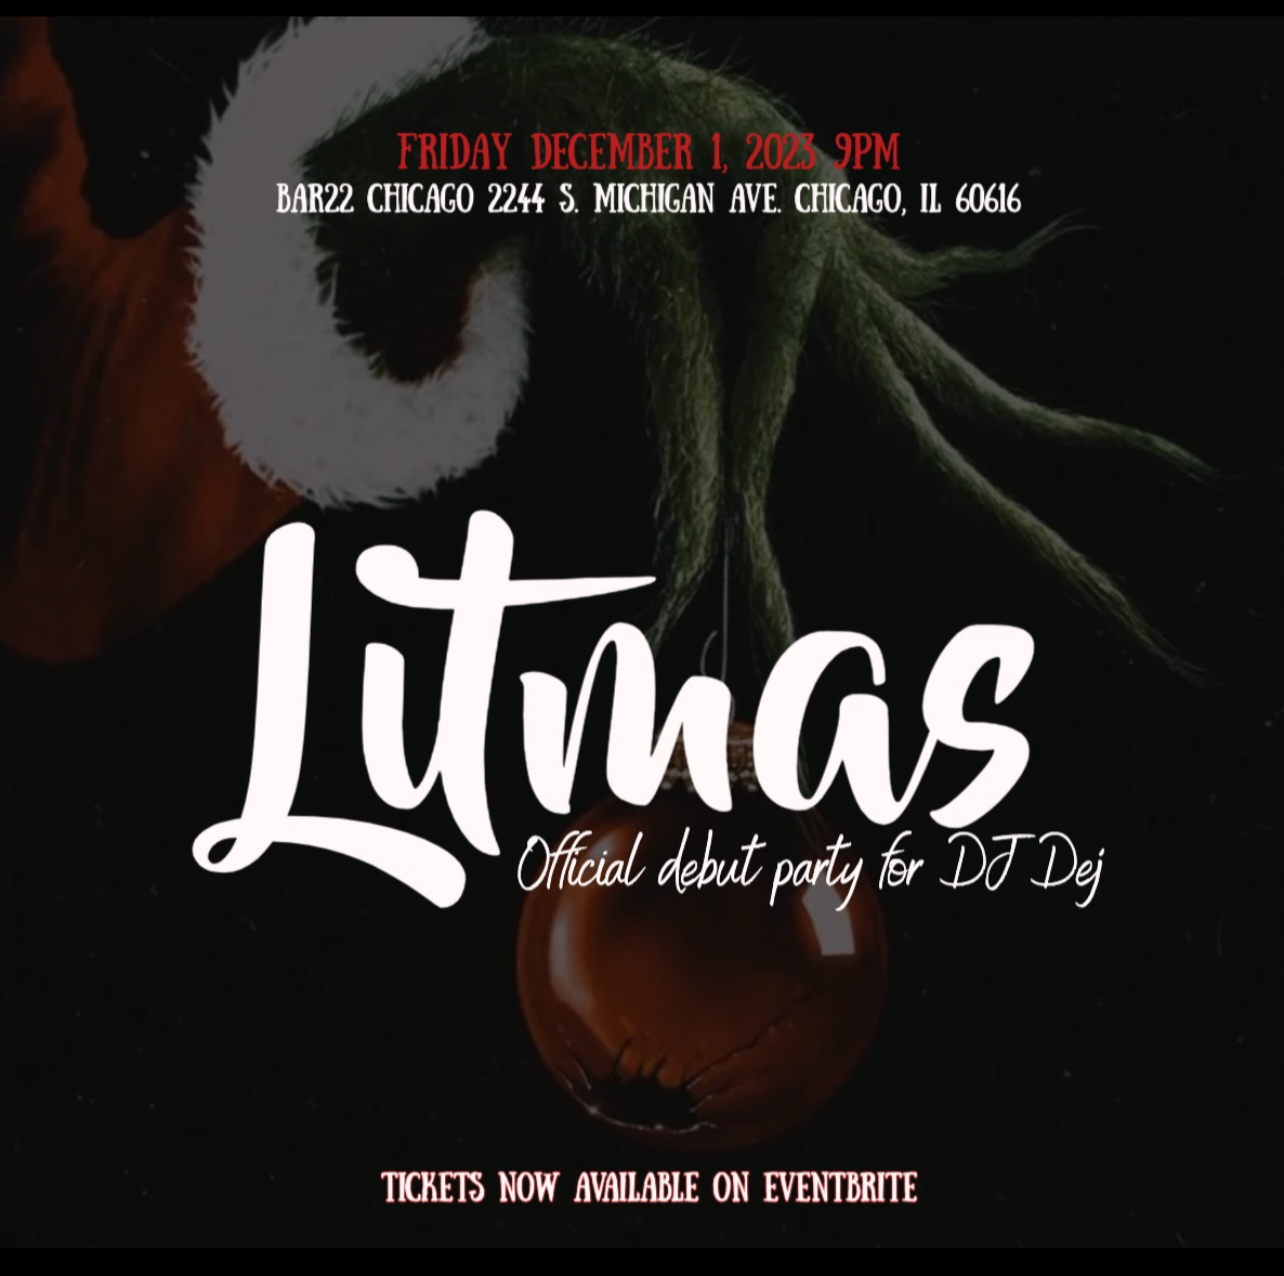 FRIDAY DECEMBER 1, 2023 9PM
BAR22 CHICAGO 2244 S. MICHIGAN AVE. CHICAGO, IL 60616
Litmas
Official debut party for DJ Dej
TICKETS NOW AVAILABLE ON EVENTBRITE